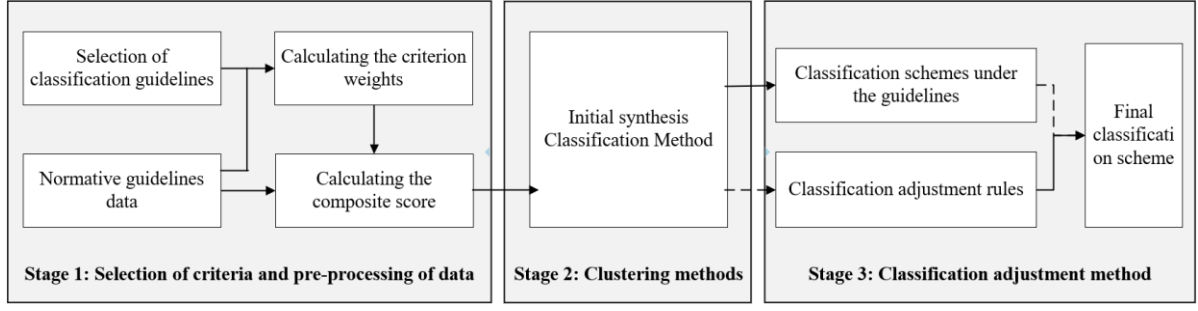 Selection of
classification guidelines
Calculating the criterion
weights
Normative guidelines
data
Calculating the
composite score
Stage 1: Selection of criteria and pre-processing of data
Initial synthesis
Classification Method
Stage 2: Clustering methods
Classification schemes under
the guidelines
Classification adjustment rules
Final
classificati
on scheme
Stage 3: Classification adjustment method